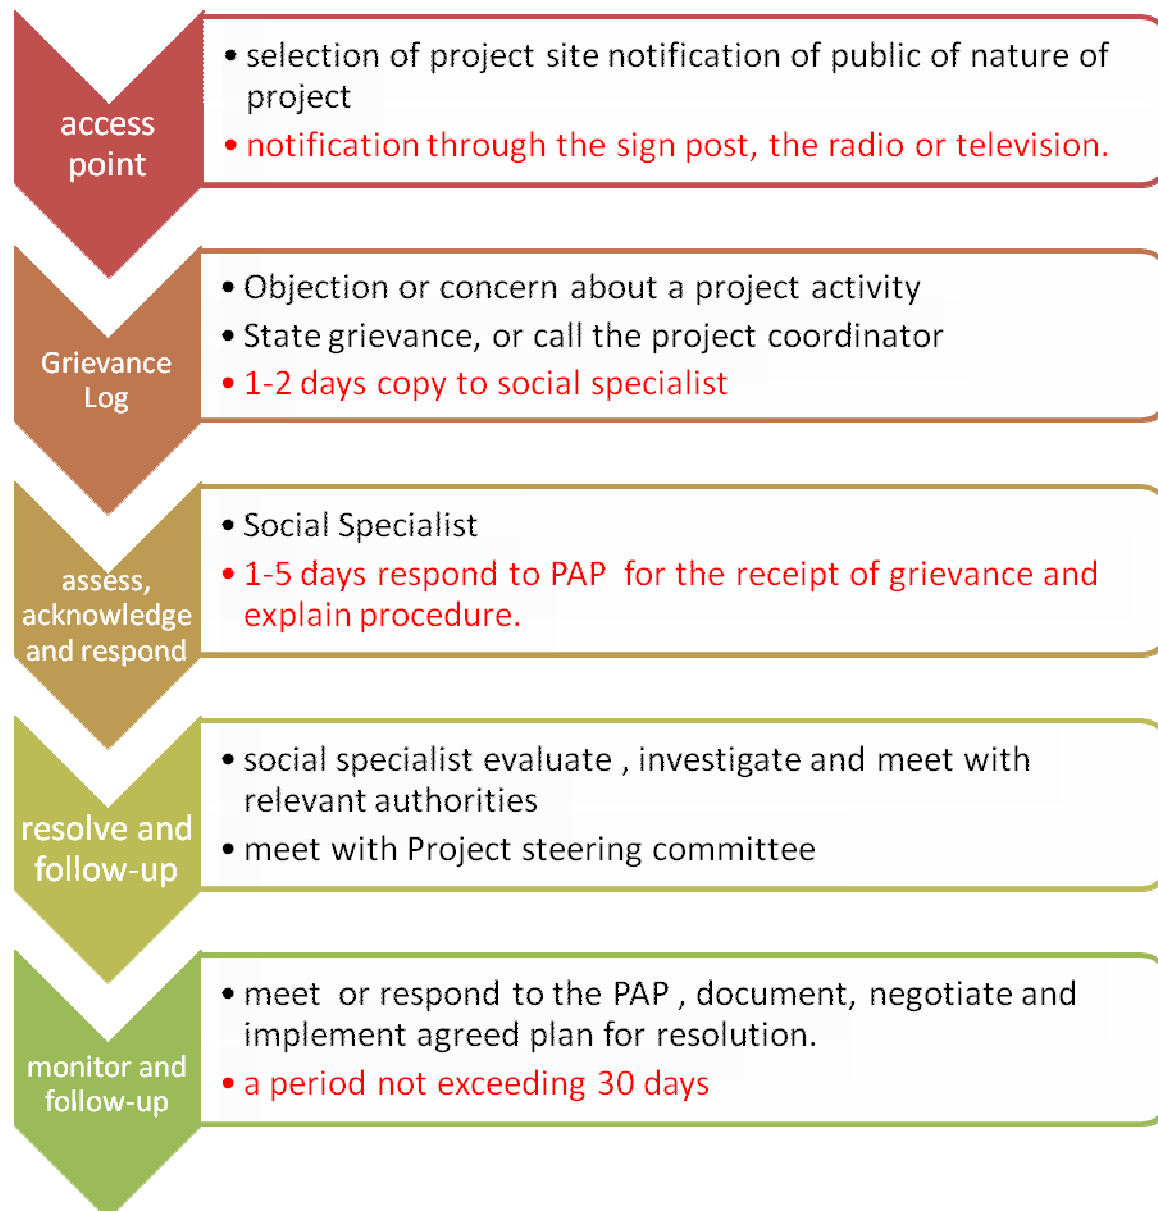 access
point
• selection of project site notification of public of nature of
project
• notification through the sign post, the radio or television.
Grievance
Log
• Objection or concern about a project activity
• State grievance, or call the project coordinator
• 1-2 days copy to social specialist
assess,
acknowledge
and respond
• Social Specialist
• 1-5 days respond to PAP for the receipt of grievance and
explain procedure.
resolve and
follow-up
• social specialist evaluate , investigate and meet with
relevant authorities
• meet with Project steering committee
monitor and
follow-up
• meet or respond to the PAP , document, negotiate and
implement agreed plan for resolution.
• a period not exceeding 30 days